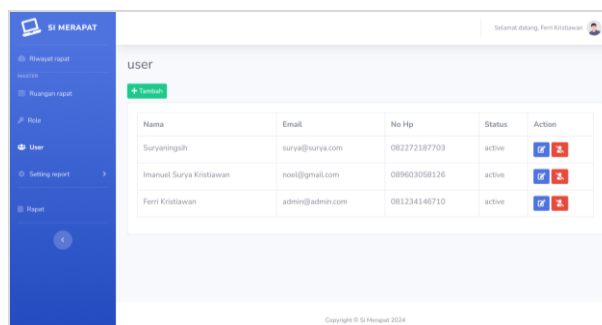 SI MERAPAT
Selamat datang, Ferri Kristiawan
Riwayat rapat
MASTER
Ruangan rapat
Role
User
Setting report
Rapat
user
+ Tambah
Nama Email No Hp Status Action
Suryaningsih surya@surya.com 082272187703 active
Imanuel Surya Kristiawan noel@gmail.com 089603058126 active
Ferri Kristiawan admin@admin.com 081234146710 active
Copyright © Si Merapat 2024